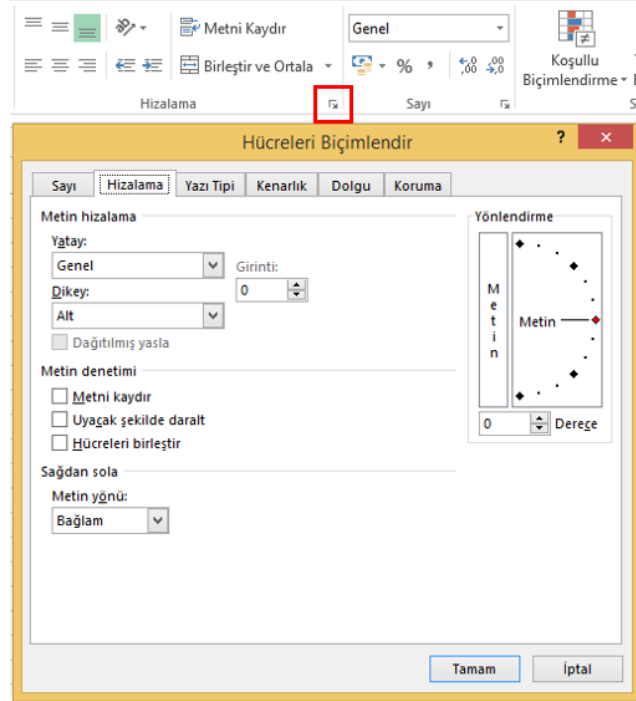 Metni Kaydır
Genel
Birleştir ve Ortala
% ,
,00
,00 ,0
Koşullu
Biçimlendirme
Hizalama
Sayı
Hücreleri Biçimlendir
?
Sayı Hizalama Yazı Tipi Kenarlık Dolgu Koruma
Metin hizalama
Yatay:
Genel
Girinti:
0
Dikey:
Alt
Dağıtılmış yasla
Metin denetimi
Metni kaydır
Uyacak şekilde daralt
Hücreleri birleştir
Sağdan sola
Metin yönü:
Bağlam
Yönlendirme
M
e
t
i
n
Metin
0
Derece
Tamam
İptal